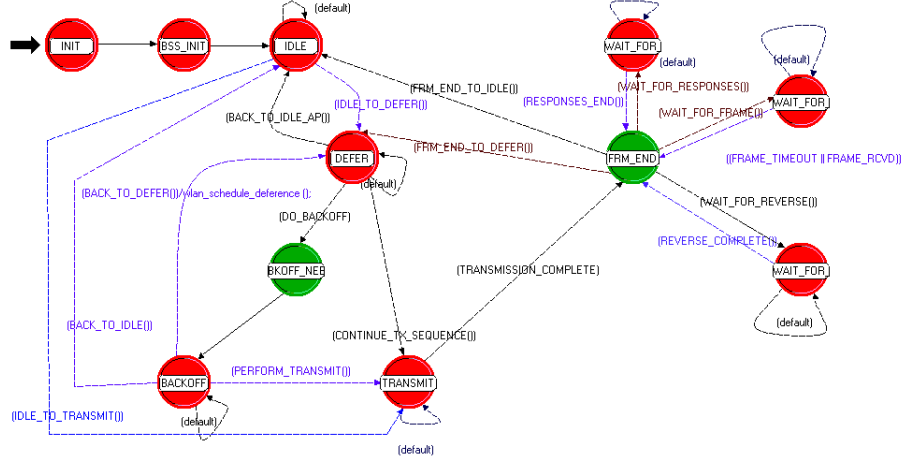 (default)
INIT
BSS_INIT
IDLE
WAIT_FOR
(default)
(default)
(FRM_END_TO_IDLE())
(WAIT_FOR_RESPONSES())
(RESPONSES_END())
(IDLE_TO_DEFER())
WAIT_FOR
(BACK_TO_IDLE_AP())
(WAIT_FOR_FRAME())
(FRM_END_TO_DEFER())
DEFER
FRM_END
((FRAME_TIMEOUT || FRAME_RCVD))
(default)
(BACK_TO_DEFER())/wlan_schedule_deference ();
(WAIT_FOR_REVERSE())
(DO_BACKOFF)
(REVERSE_COMPLETE())
BKOFF_NEE
(TRANSMISSION_COMPLETE)
WAIT_FOR
(BACK_TO_IDLE())
(default)
(CONTINUE_TX_SEQUENCE())
(PERFORM_TRANSMIT())
BACKOFF
TRANSMIT
(IDLE_TO_TRANSMIT())
(default)
(default)